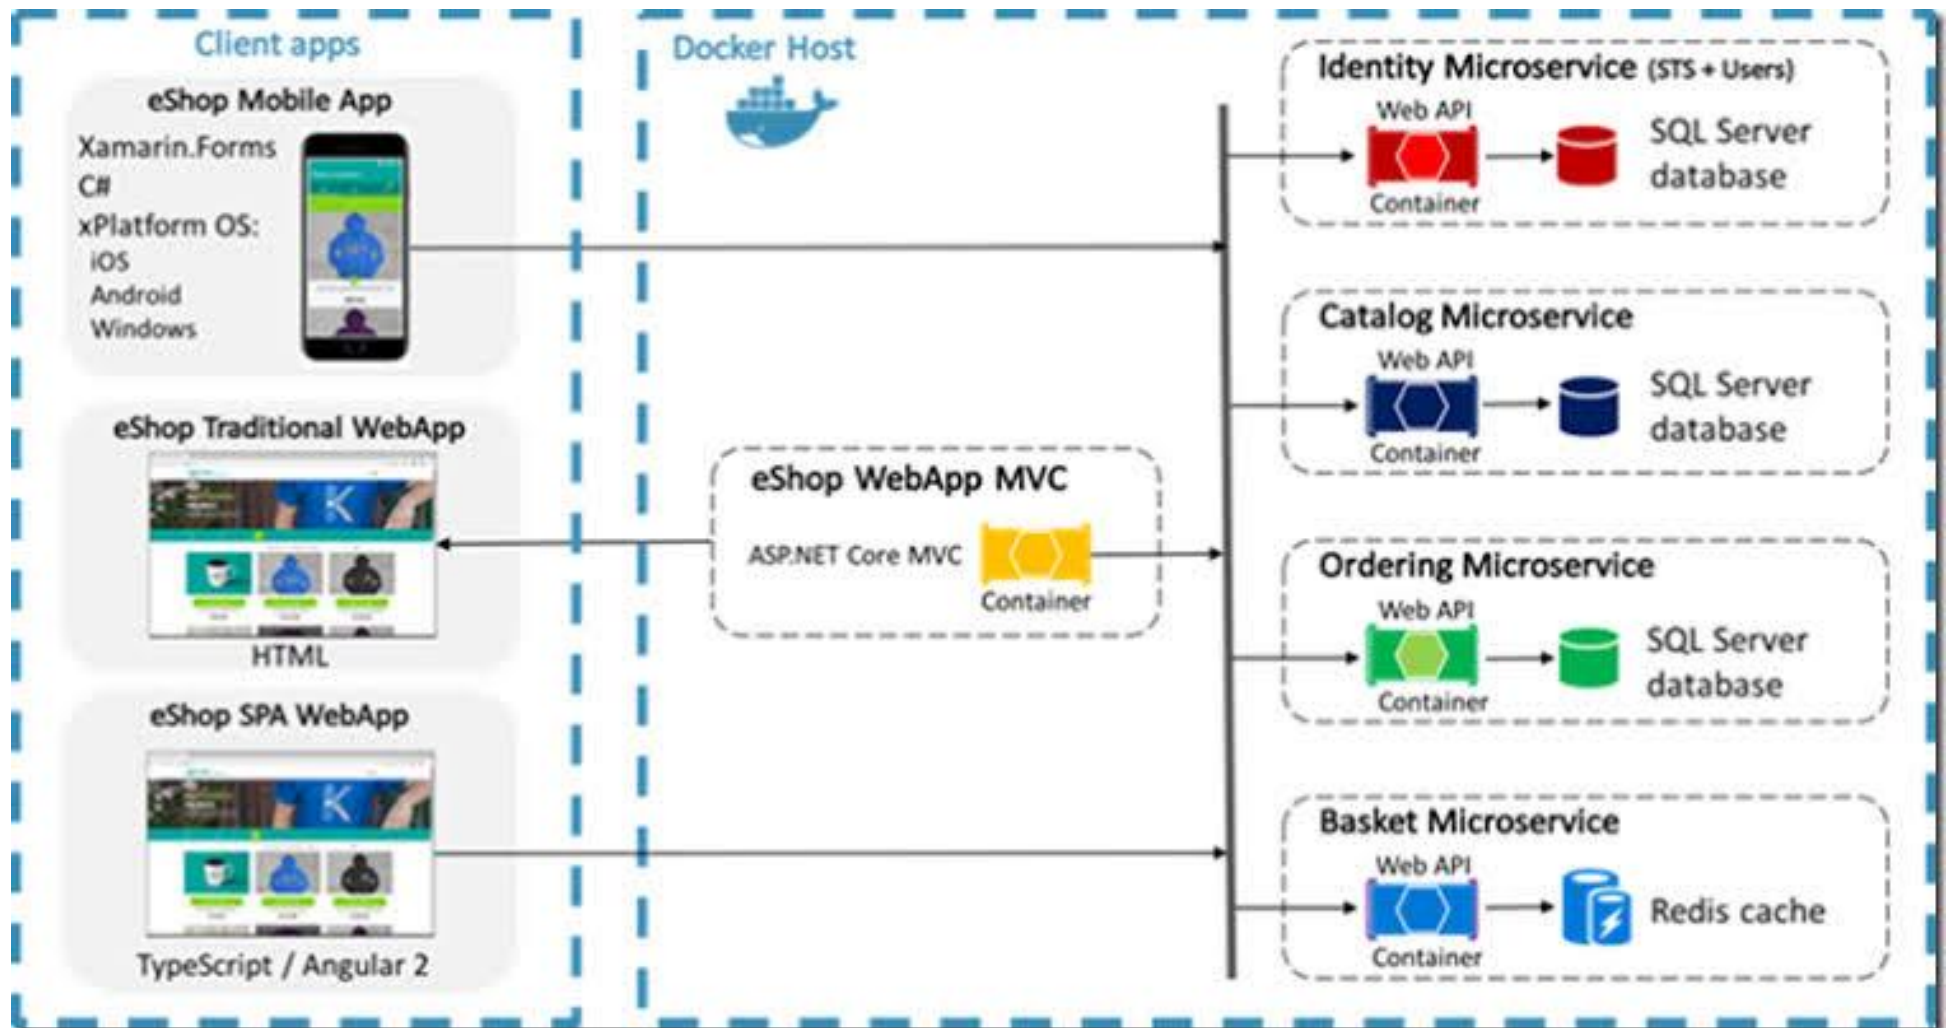 Client apps
eShop Mobile App
Xamarin.Forms
C#
xPlatform OS:
iOS
Android
Windows
eShop Traditional WebApp
HTML
eShop SPA WebApp
TypeScript / Angular 2
Docker Host
eShop WebApp MVC
ASP.NET Core MVC
Container
Identity Microservice (STS + Users)
Web API
Container
SQL Server
database
Catalog Microservice
Web API
Container
SQL Server
database
Ordering Microservice
Web API
Container
SQL Server
database
Basket Microservice
Web API
Container
Redis cache